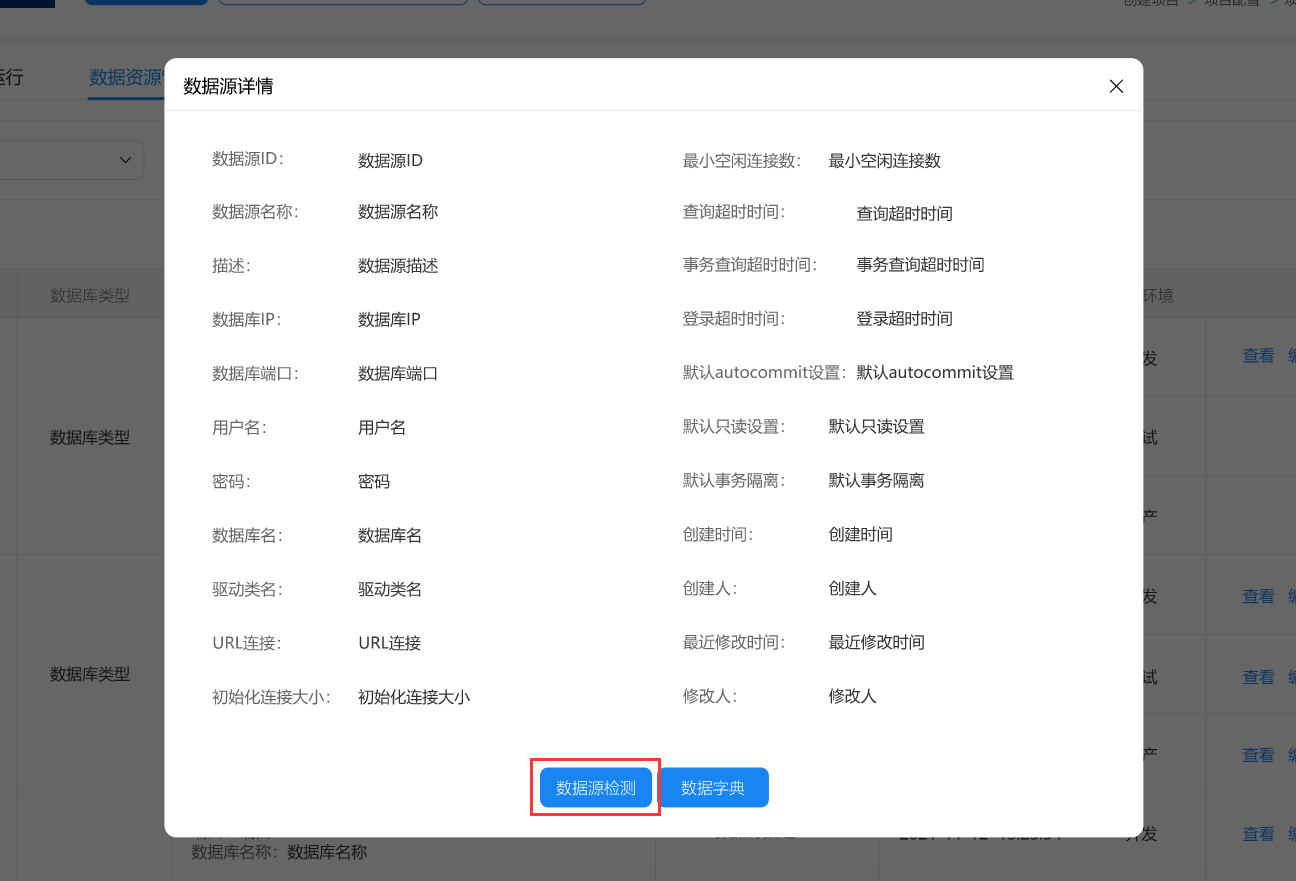 创建项目 > 项目配置 >
运行
数据资源
数据源详情
数据源ID： 数据源ID 最小空闲连接数： 最小空闲连接数
数据源名称： 数据源名称 查询超时时间： 查询超时时间
描述： 数据源描述 事务查询超时时间： 事务查询超时时间
数据库类型 环境
数据库IP： 数据库IP 登录超时时间： 登录超时时间
发 查看
数据库端口： 数据库端口 默认autocommit设置： 默认autocommit设置
用户名： 用户名 默认只读设置： 默认只读设置
数据库类型 试
密码： 密码 默认事务隔离： 默认事务隔离
产
数据库名： 数据库名 创建时间： 创建时间
驱动类名： 驱动类名 创建人： 创建人
发 查看
URL连接： URL连接 最近修改时间： 最近修改时间
数据库类型 试 查看
初始化连接大小： 初始化连接大小 修改人： 修改人
产 查看
数据源检测 数据字典
开发 查看
数据库名称：数据库名称